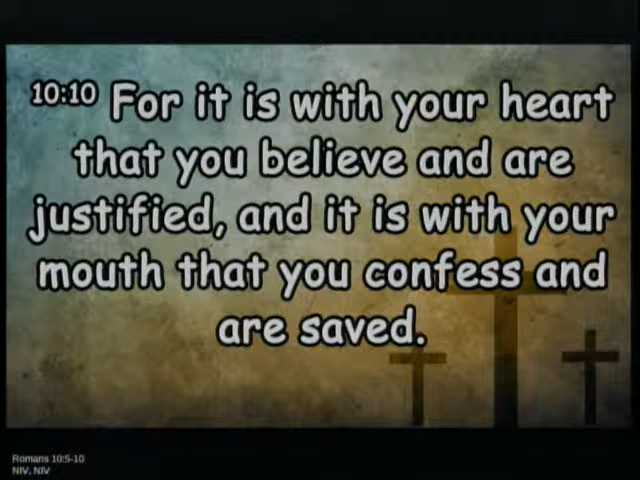 10:10 For it is with your heart
that you believe and are
justified, and it is with your
mouth that you confess and
are saved.
Romans 10:5-10
NIV, NIV